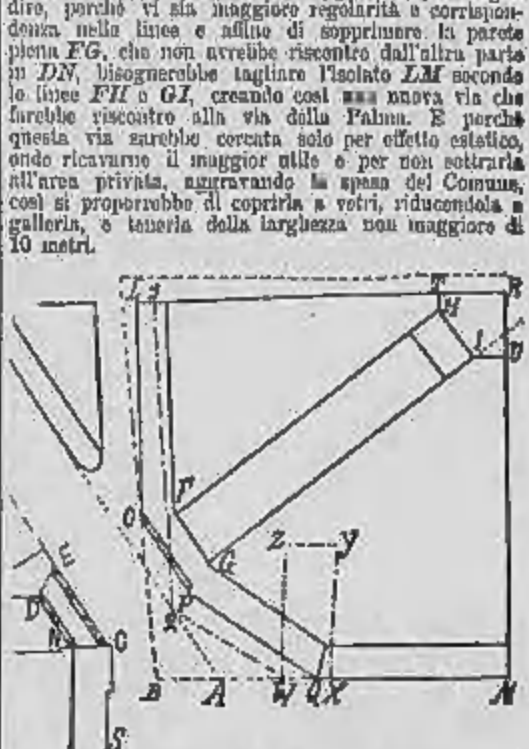 dire, perchè vi sia maggiore regolarità e corrispon-
denza nelle linee e affine di sopprimere la parete
piena FG, che non avrebbe riscontro dall'altra parte
in DN, bisognerebbe tagliare l'isolato LM secondo
le linee FH e GI, creando così una nuova via che
farebbe riscontro alla via della Palma. E perchè
questa via sarebbe cercata solo per effetto estetico,
onde ricavarne il maggior utile e per non sottrarla
all'area privata, aggravando la spesa del Comune,
così si proporrebbe di coprirla a vetri, riducendola a
galleria, e tenerla della larghezza non maggiore di
10 metri.
L
T
R
H
I
U
F
O
Z
Y
G
E
P
D
N
C
B
A
W
Q
X
M
S